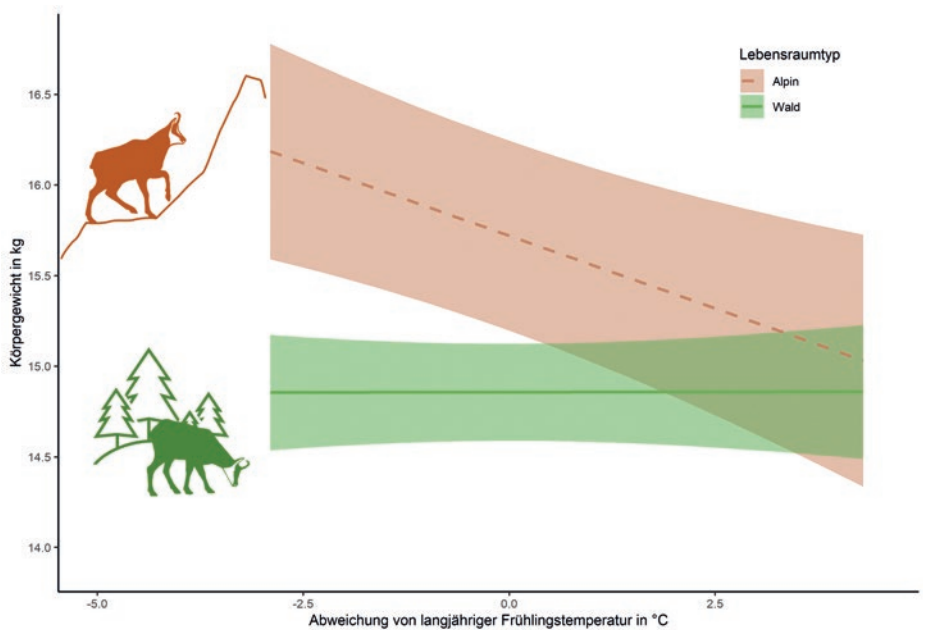 Lebensraumtyp
Alpin
Wald
Körpergewicht in kg
16.5
16.0
15.5
15.0
14.5
14.0
-5.0
-2.5
0.0
2.5
Abweichung von langjähriger Frühlingstemperatur in °C